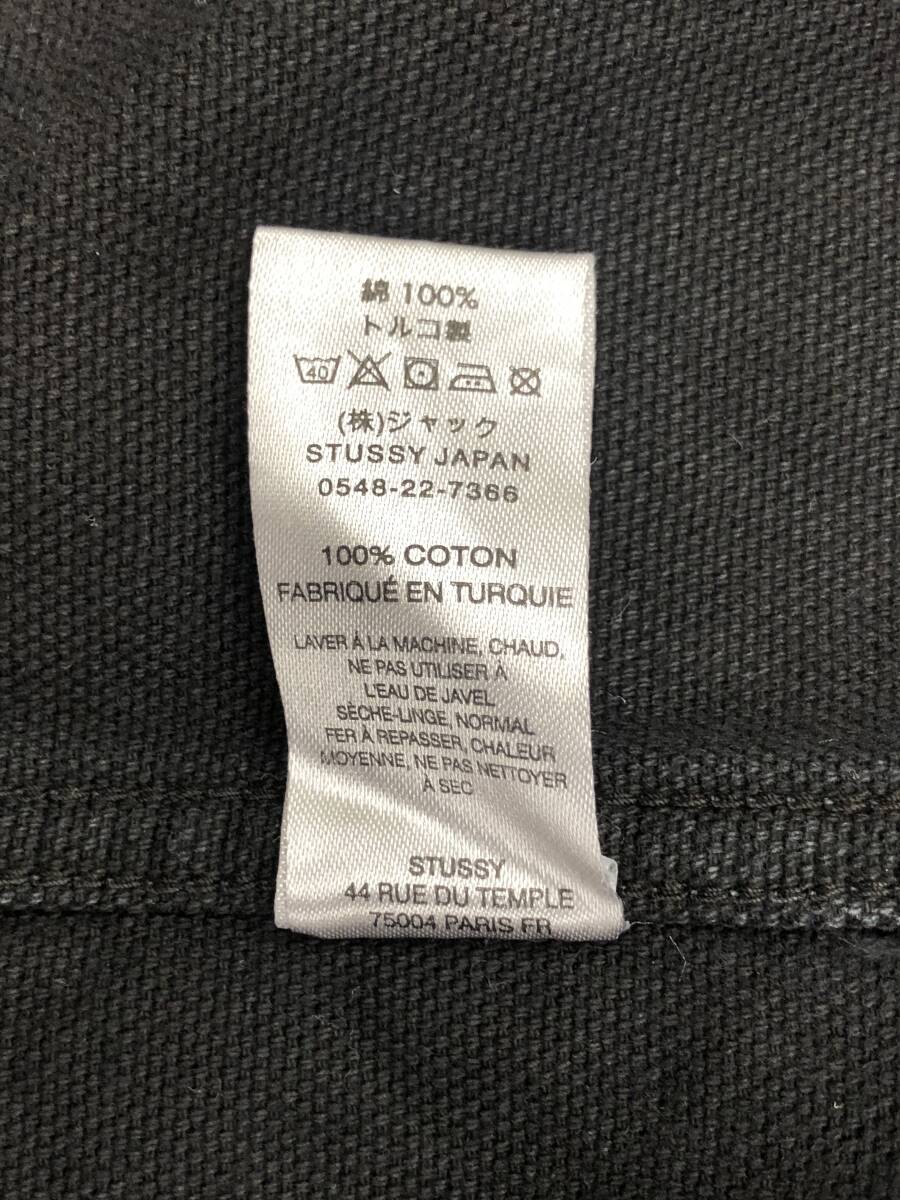 綿 100%
トルコ製
40
(株)ジャック
STUSSY JAPAN
0548-22-7366
100% COTON
FABRIQUÉ EN TURQUIE
LAVER À LA MACHINE, CHAUD,
NE PAS UTILISER À
L'EAU DE JAVEL
SÈCHE-LINGE, NORMAL
FER À REPASSER, CHALEUR
MOYENNE, NE PAS NETTOYER
À SEC
STUSSY
44 RUE DU TEMPLE
75004 PARIS FR